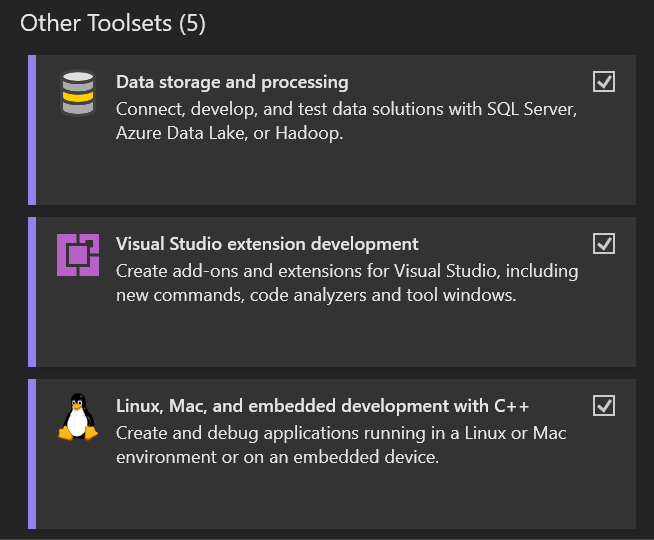 Other Toolsets (5)
Data storage and processing
Connect, develop, and test data solutions with SQL Server,
Azure Data Lake, or Hadoop.
Visual Studio extension development
Create add-ons and extensions for Visual Studio, including
new commands, code analyzers and tool windows.
Linux, Mac, and embedded development with C++
Create and debug applications running in a Linux or Mac
environment or on an embedded device.